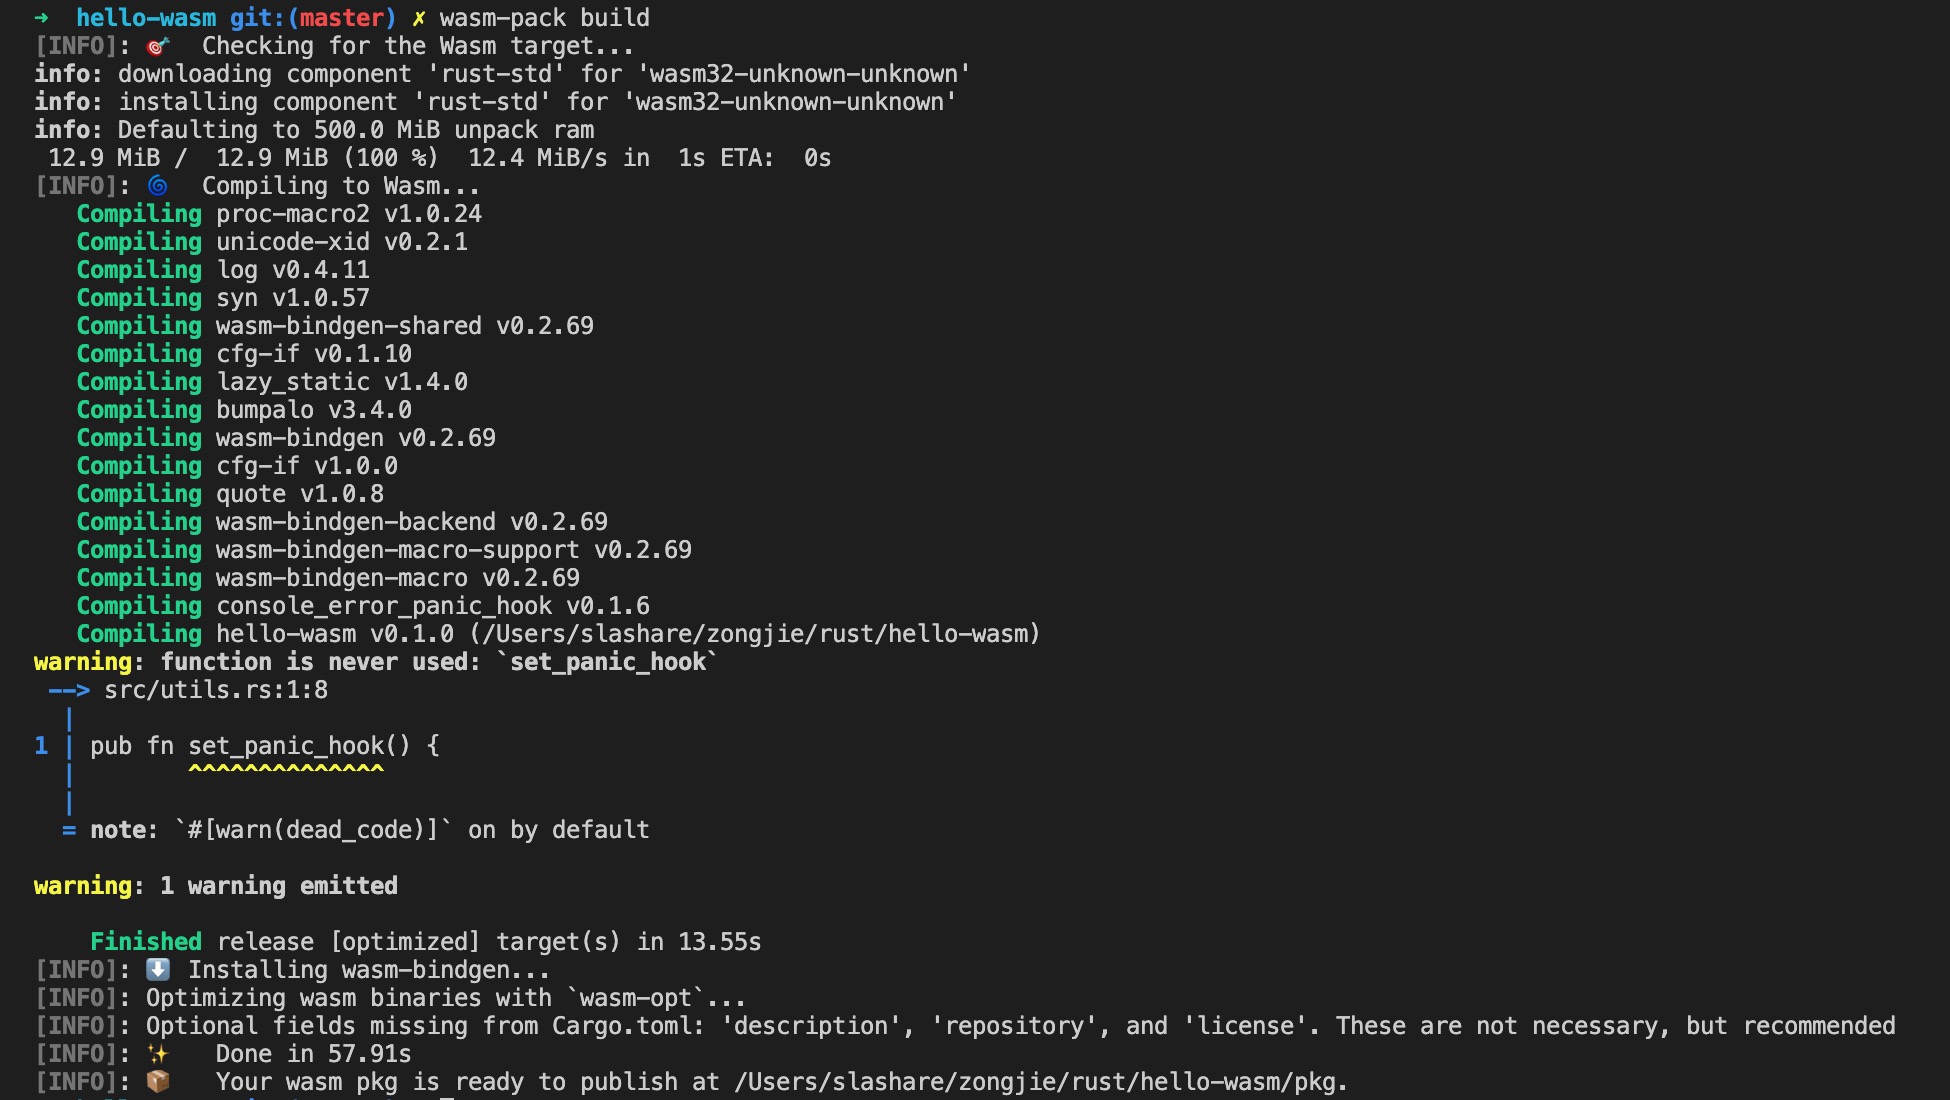 ➜ hello-wasm git:(master) ✗ wasm-pack build
[INFO]: 🎯 Checking for the Wasm target...
info: downloading component 'rust-std' for 'wasm32-unknown-unknown'
info: installing component 'rust-std' for 'wasm32-unknown-unknown'
info: Defaulting to 500.0 MiB unpack ram
12.9 MiB / 12.9 MiB (100 %) 12.4 MiB/s in 1s ETA: 0s
[INFO]: 🌀 Compiling to Wasm...
Compiling proc-macro2 v1.0.24
Compiling unicode-xid v0.2.1
Compiling log v0.4.11
Compiling syn v1.0.57
Compiling wasm-bindgen-shared v0.2.69
Compiling cfg-if v0.1.10
Compiling lazy_static v1.4.0
Compiling bumpalo v3.4.0
Compiling wasm-bindgen v0.2.69
Compiling cfg-if v1.0.0
Compiling quote v1.0.8
Compiling wasm-bindgen-backend v0.2.69
Compiling wasm-bindgen-macro-support v0.2.69
Compiling wasm-bindgen-macro v0.2.69
Compiling console_error_panic_hook v0.1.6
Compiling hello-wasm v0.1.0 (/Users/slashare/zongjie/rust/hello-wasm)
warning: function is never used: `set_panic_hook`
--> src/utils.rs:1:8
|
1 | pub fn set_panic_hook() {
| ^^^^^^^^^^^^^^
|
= note: `#[warn(dead_code)]` on by default
warning: 1 warning emitted
Finished release [optimized] target(s) in 13.55s
[INFO]: ⬇️ Installing wasm-bindgen...
[INFO]: Optimizing wasm binaries with `wasm-opt`...
[INFO]: Optional fields missing from Cargo.toml: 'description', 'repository', and 'license'. These are not necessary, but recommended
[INFO]: ✨ Done in 57.91s
[INFO]: 📦 Your wasm pkg is ready to publish at /Users/slashare/zongjie/rust/hello-wasm/pkg.